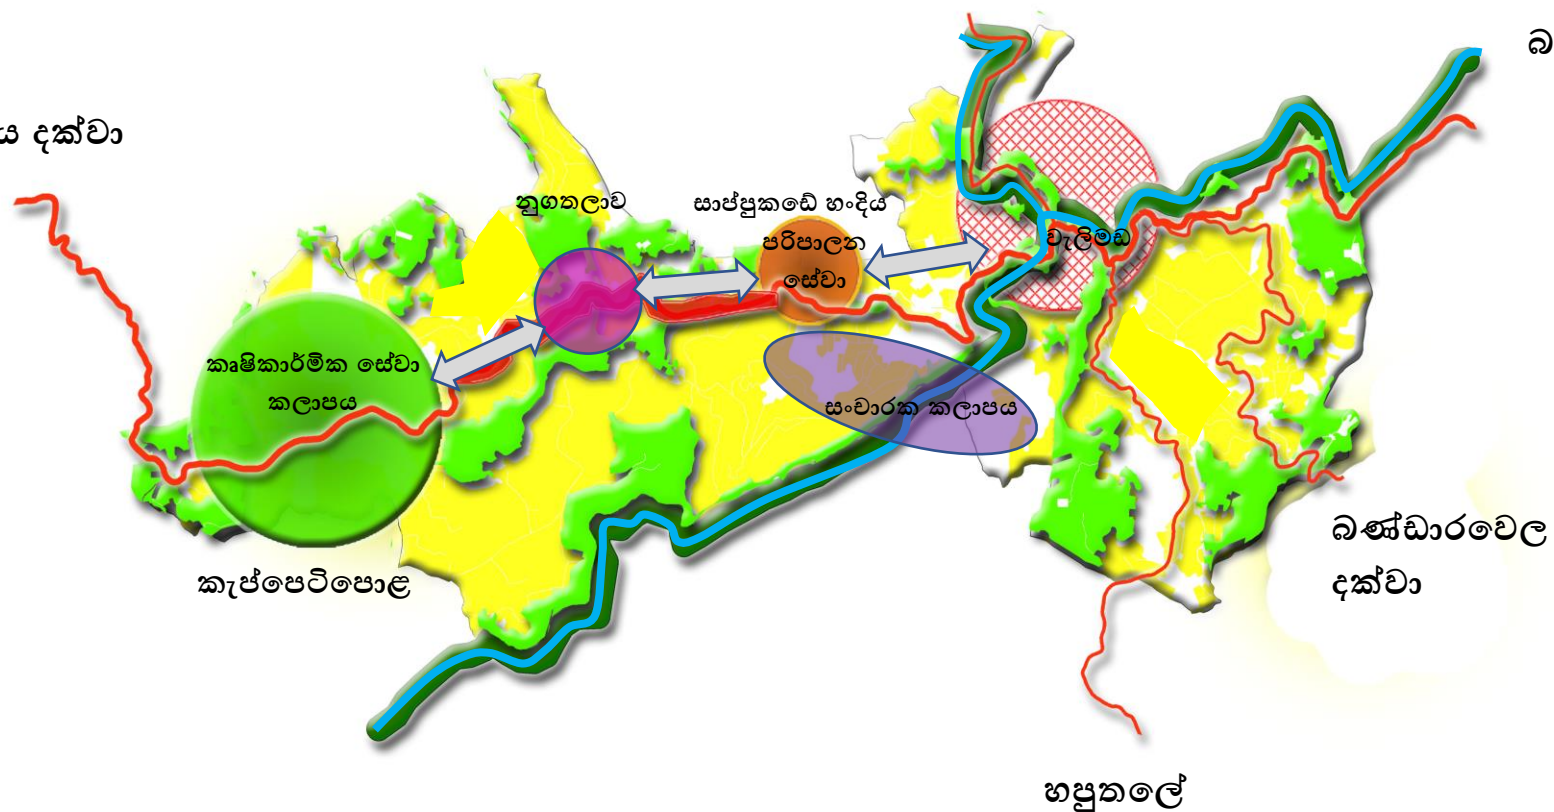 බ
ය දක්වා
නුගතලාව
සාප්පුකඩේ හංදිය
පරිපාලන
සේවා
වැලිමඩ
කෘෂිකාර්මික සේවා
කලාපය
සංචාරක කලාපය
කැප්පෙටිපොළ
බණ්ඩාරවෙල
දක්වා
හපුතලේ